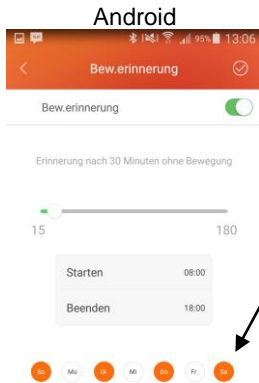 Android
95% 13:06
Bew.erinnerung
Bew.erinnerung
Erinnerung nach 30 Minuten ohne Bewegung
15 180
Starten 08:00
Beenden 18:00
So Mo Di Mi Do Fr Sa